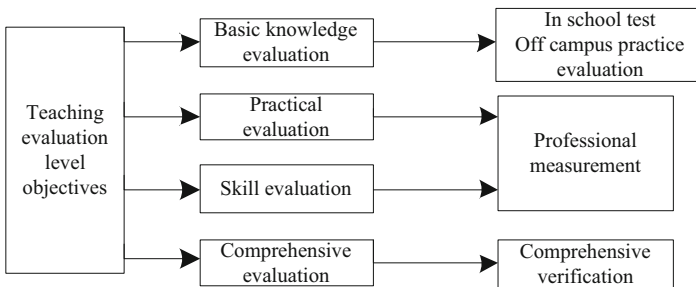 Teaching
evaluation
level
objectives
Basic knowledge
evaluation
Practical
evaluation
Skill evaluation
Comprehensive
evaluation
In school test
Off campus practice
evaluation
Professional
measurement
Comprehensive
verification